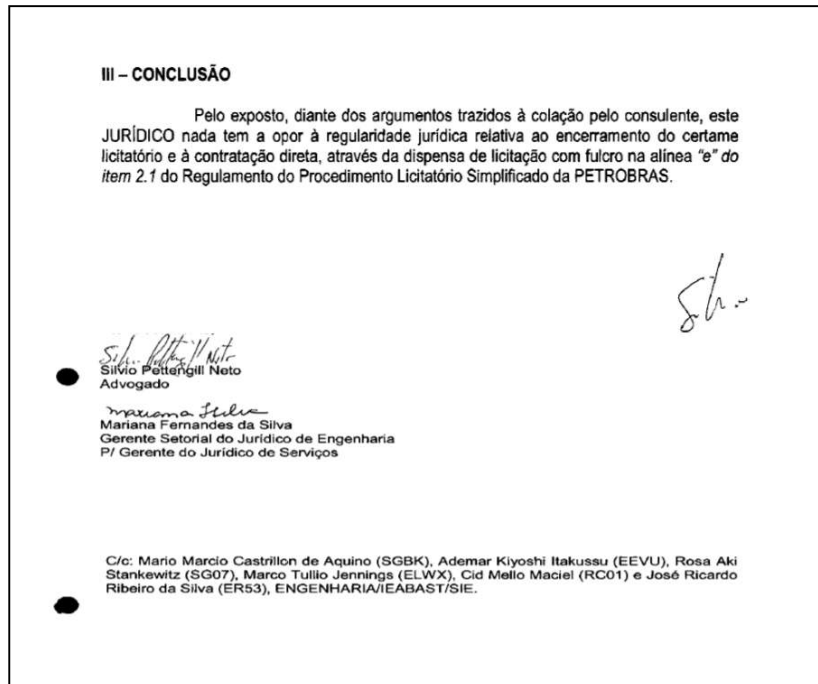 III – CONCLUSÃO
Pelo exposto, diante dos argumentos trazidos à colação pelo consulente, este
JURÍDICO nada tem a opor à regularidade jurídica relativa ao encerramento do certame
licitatório e à contratação direta, através da dispensa de licitação com fulcro na alínea "e" do
item 2.1 do Regulamento do Procedimento Licitatório Simplificado da PETROBRAS.
Silvio Pettengill Neto
Silvio Pettengill Neto
Advogado
Mariana Silva
Mariana Fernandes da Silva
Gerente Setorial do Jurídico de Engenharia
P/ Gerente do Jurídico de Serviços
C/c: Mario Marcio Castrillon de Aquino (SGBK), Ademar Kiyoshi Itakussu (EEVU), Rosa Aki
Stankewitz (SG07), Marco Tullio Jennings (ELWX), Cid Mello Maciel (RC01) e José Ricardo
Ribeiro da Silva (ER53), ENGENHARIA/IEABAST/SIE.